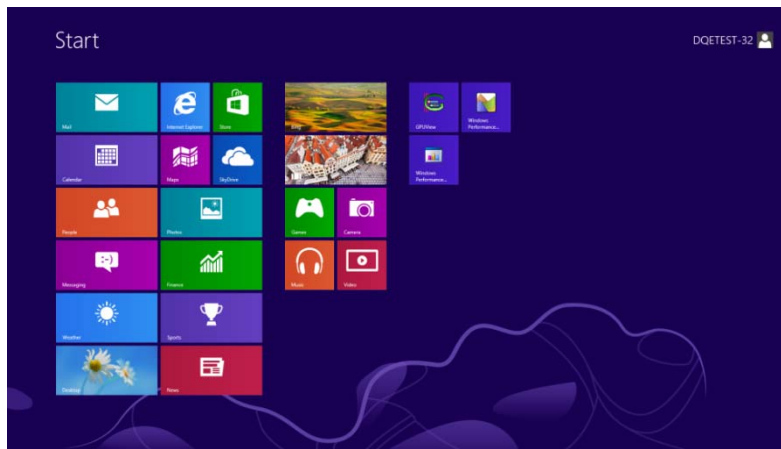 Start
DQETEST-32
Mail
Internet Explorer
Store
Calendar
Maps
SkyDrive
People
Photos
Messaging
Finance
Weather
Sports
Desktop
News
Bing
Games
Camera
Music
Video
GPUView
Windows
Performance...
Windows
Performance...